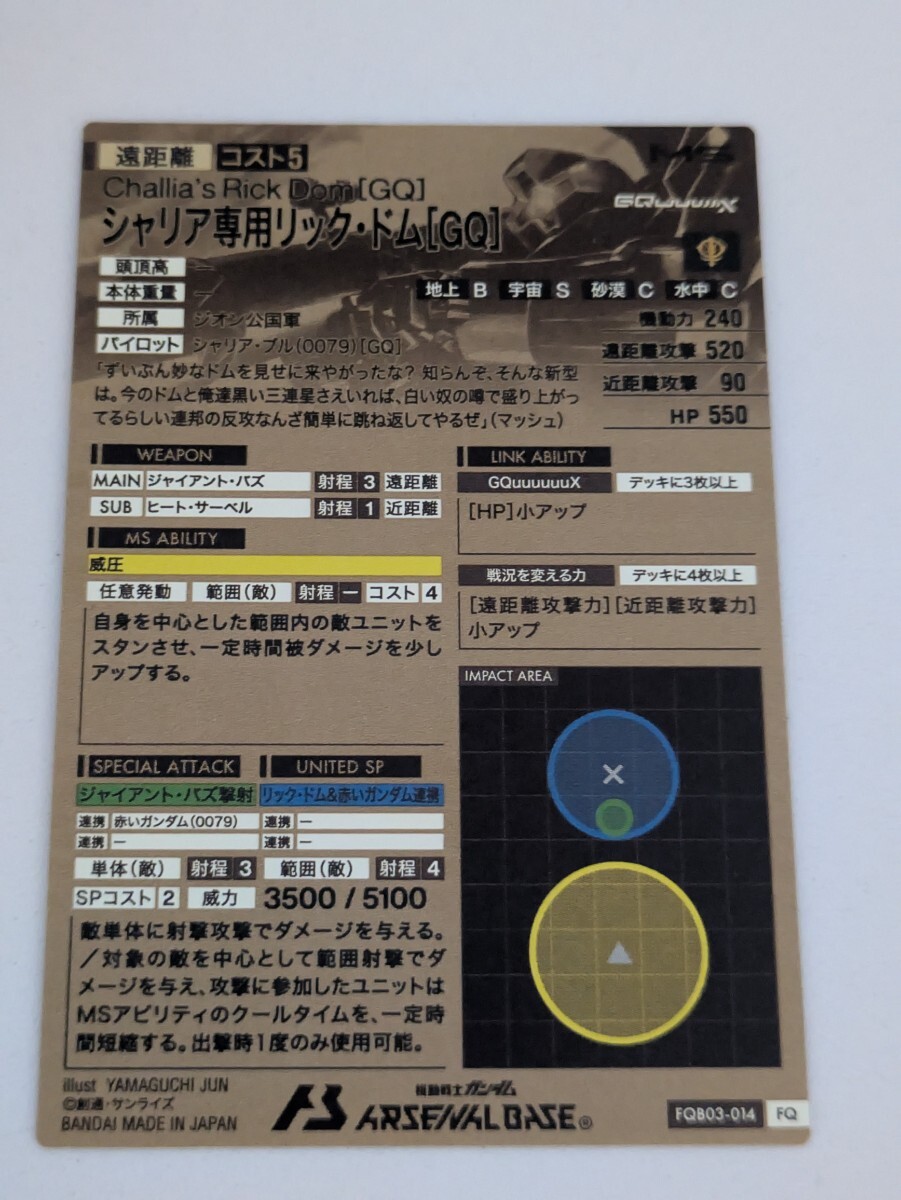 遠距離 コスト5
MS
Challia's Rick Dom[GQ]
GQuuuuuuX
シャリア専用リック・ドム[GQ]
頭頂高 ―
本体重量 ―
地上 B 宇宙 S 砂漠 C 水中 C
所属 ジオン公国軍
機動力 240
パイロット シャリア・ブル(0079)[GQ]
遠距離攻撃 520
近距離攻撃 90
HP 550
「ずいぶん妙なドムを見せに来やがったな? 知らんぞ、そんな新型
は。今のドムと俺達黒い三連星さえいれば、白い奴の噂で盛り上がっ
てるらしい連邦の反攻なんざ簡単に跳ね返してやるぜ」(マッシュ)
WEAPON
MAIN ジャイアント・バズ 射程 3 遠距離
SUB ヒート・サーベル 射程 1 近距離
MS ABILITY
威圧
任意発動 範囲(敵) 射程 ― コスト 4
自身を中心とした範囲内の敵ユニットを
スタンさせ、一定時間被ダメージを少し
アップする。
LINK ABILITY
GQuuuuuuX デッキに3枚以上
[HP]小アップ
戦況を変える力 デッキに4枚以上
[遠距離攻撃力][近距離攻撃力]
小アップ
IMPACT AREA
SPECIAL ATTACK UNITED SP
ジャイアント・バズ撃射 リック・ドム&赤いガンダム連携
連携 赤いガンダム(0079) 連携 ―
連携 ― 連携 ―
単体(敵) 射程 3 範囲(敵) 射程 4
SPコスト 2 威力 3500 / 5100
敵単体に射撃攻撃でダメージを与える。
/対象の敵を中心として範囲射撃でダ
メージを与え、攻撃に参加したユニットは
MSアビリティのクールタイムを、一定時
間短縮する。出撃時1度のみ使用可能。
illust YAMAGUCHI JUN
©創通・サンライズ
BANDAI MADE IN JAPAN
AB
機動戦士ガンダム
ARSENAL BASE®
FQB03-014 FQ